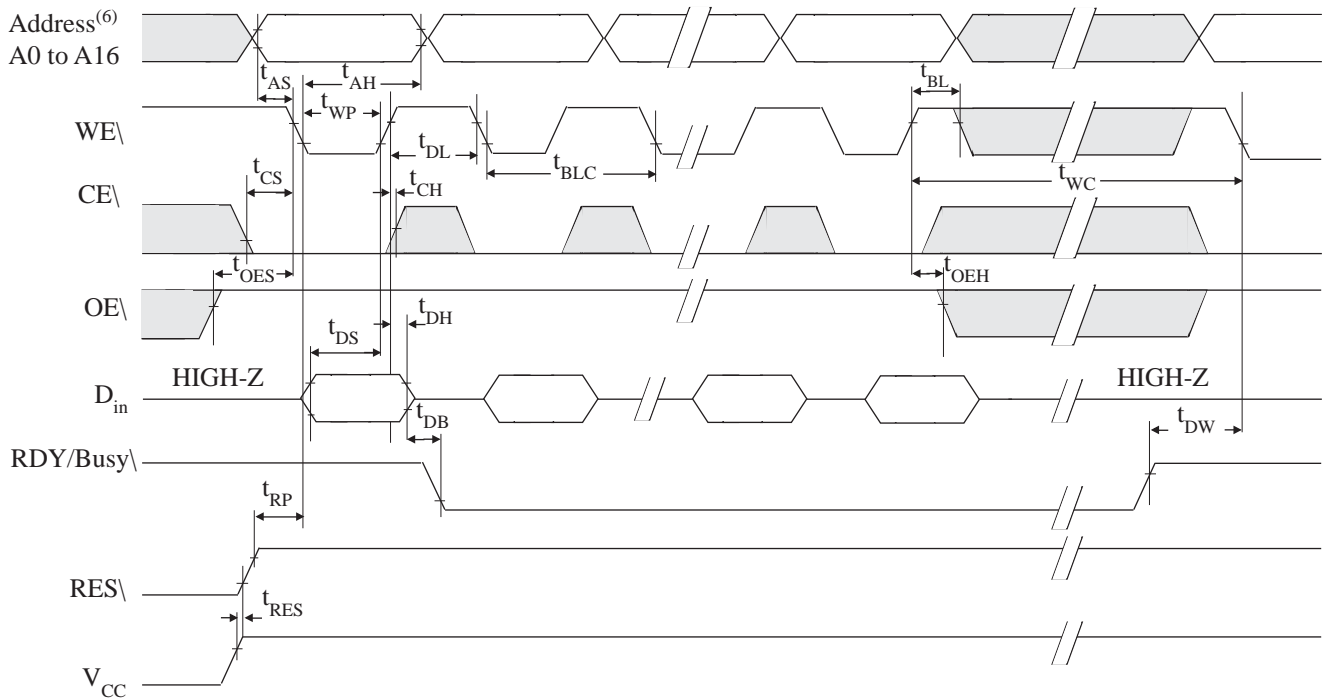 Address(6)
A0 to A16
tAS
tAH
tBL
WE\
tWP
tDL
tBLC
tWC
tCS
tCH
CE\
tOES
tOEH
OE\
tDH
tDS
HIGH-Z
HIGH-Z
Din
tDB
tDW
RDY/Busy\
tRP
RES\
tRES
VCC